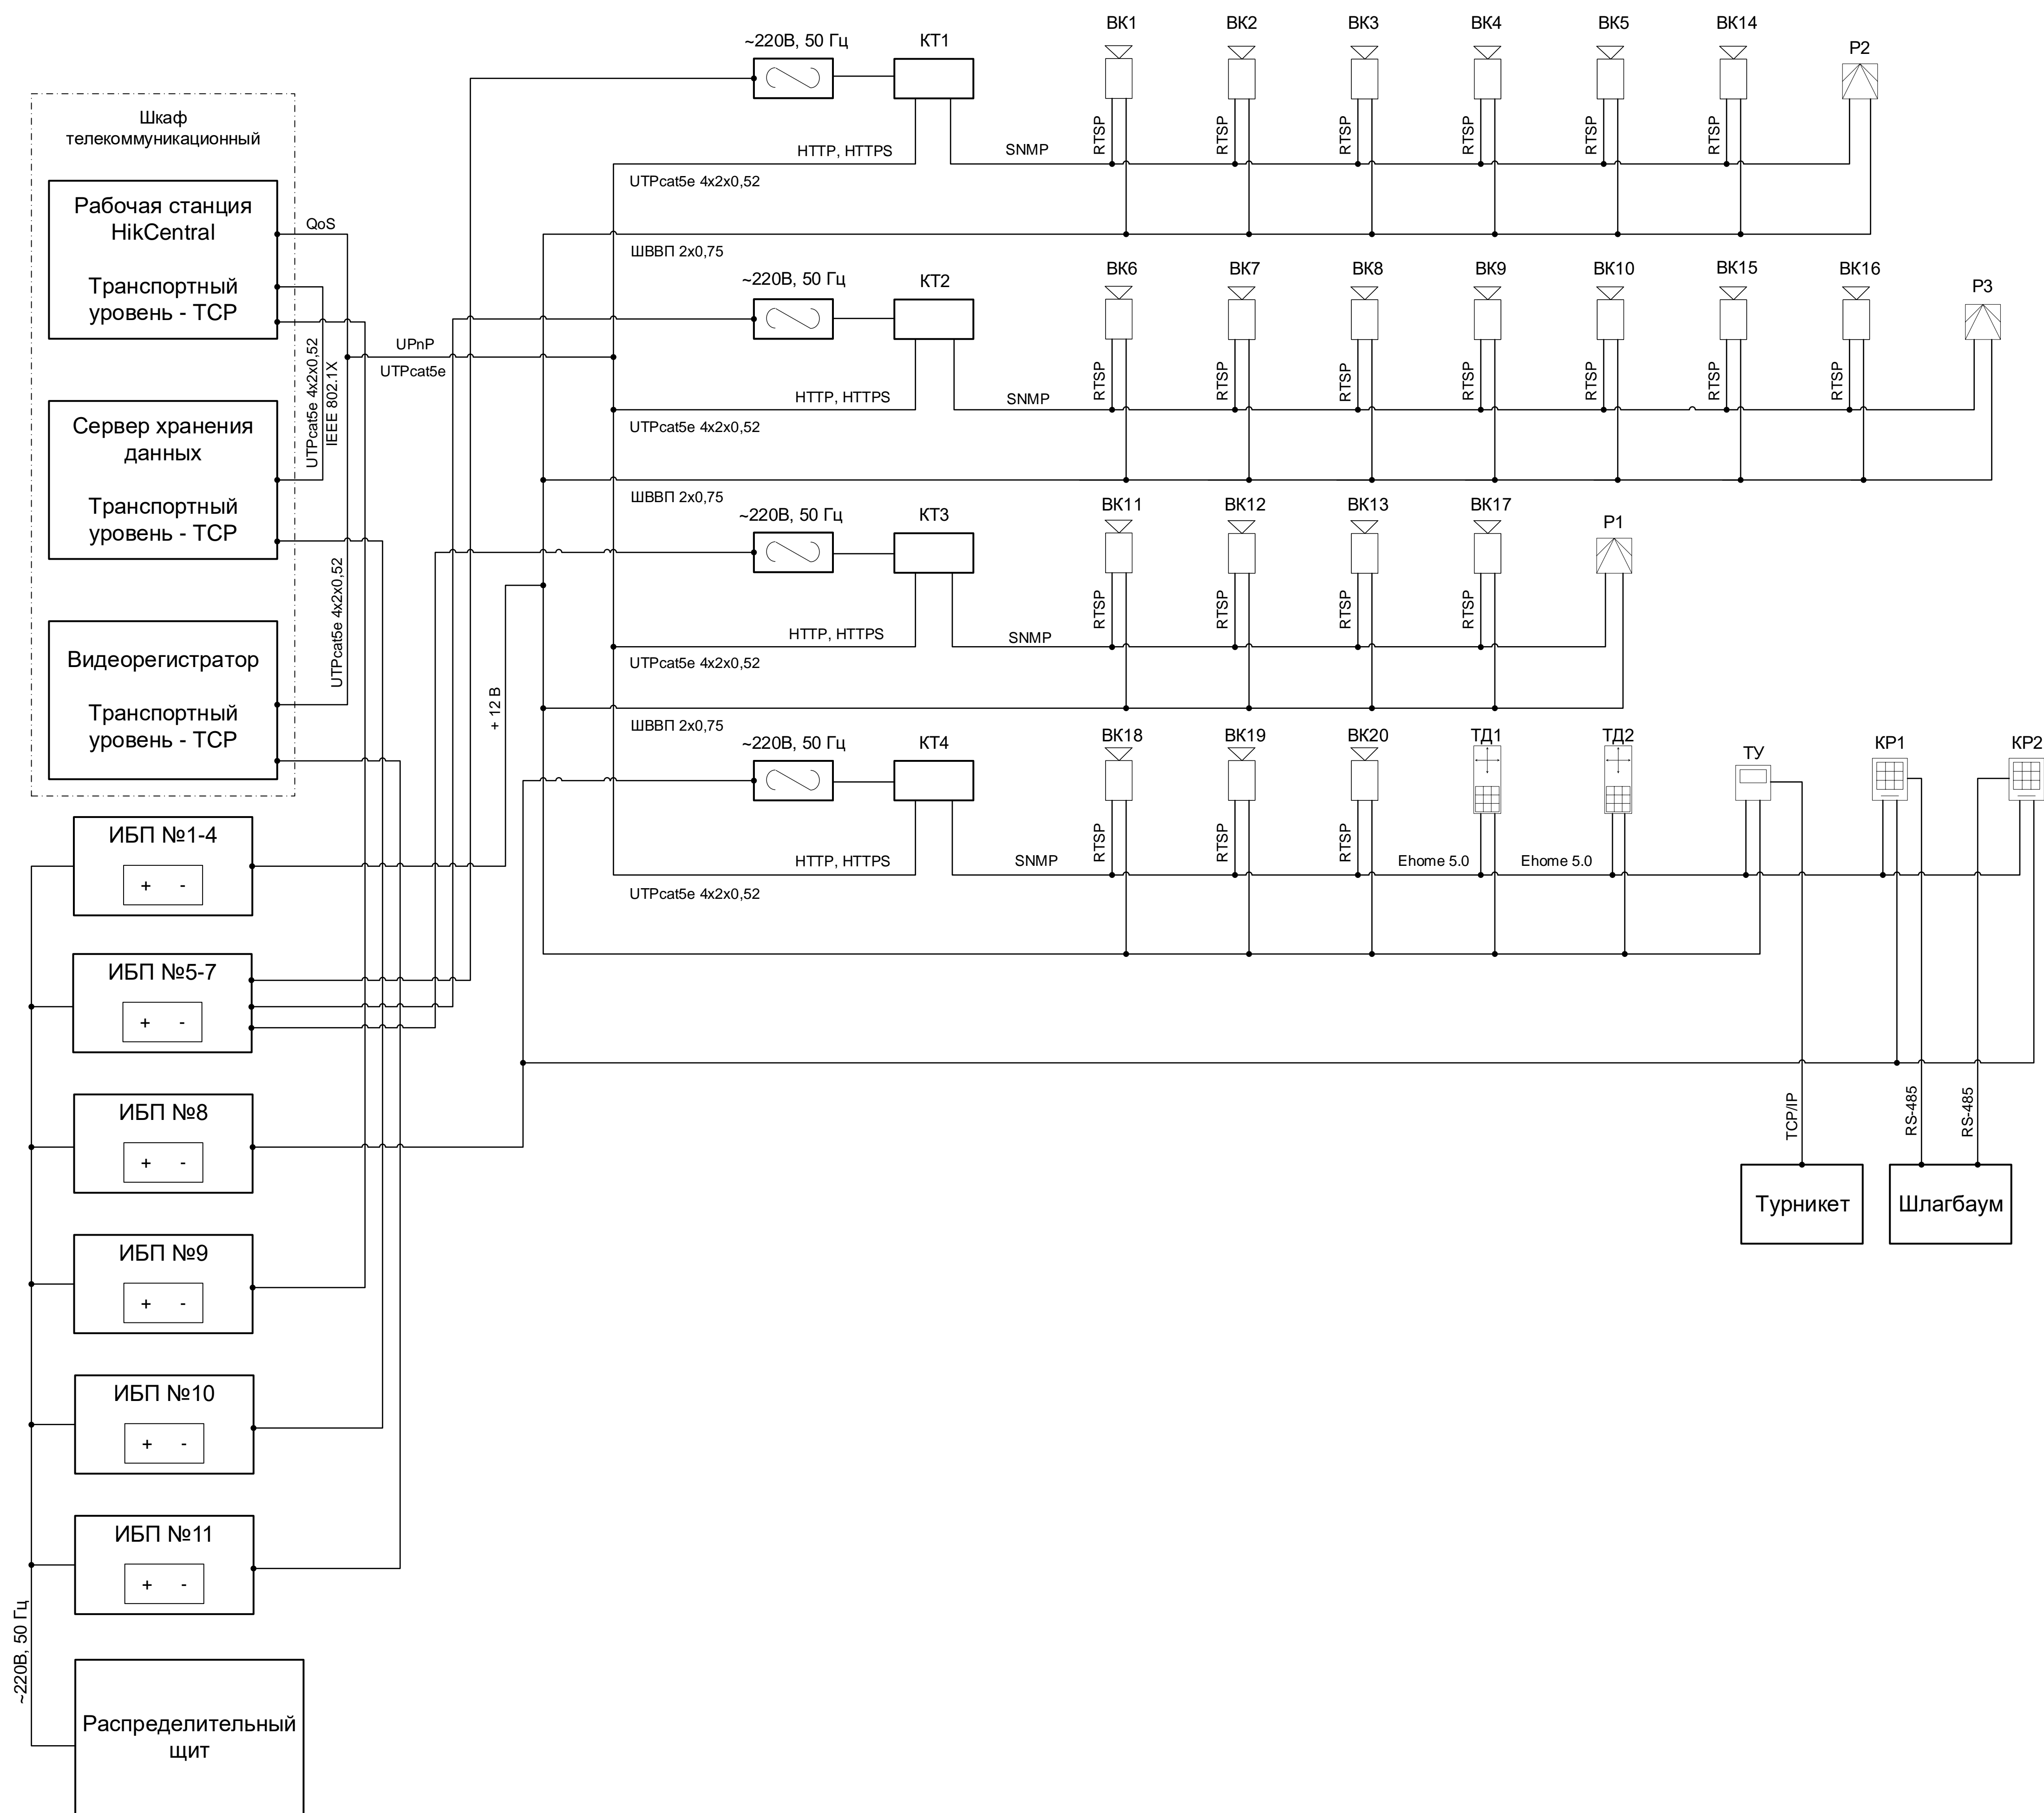 ВК1
ВК2
ВК3
ВК4
ВК5
ВК14
~220В, 50 Гц
КТ1
Р2
Шкаф
телекоммуникационный
RTSP
RTSP
RTSP
RTSP
RTSP
RTSP
HTTP, HTTPS
SNMP
UTPcat5e 4x2x0,52
Рабочая станция
HikCentral
Транспортный
уровень - TCP
QoS
ШВВП 2х0,75
~220В, 50 Гц
КТ2
ВК6
ВК7
ВК8
ВК9
ВК10
ВК15
ВК16
Р3
UPnP
UTPcat5e
UTPcat5e 4x2x0,52
IEEE 802.1X
RTSP
RTSP
RTSP
RTSP
RTSP
RTSP
RTSP
HTTP, HTTPS
SNMP
UTPcat5e 4x2x0,52
Сервер хранения
данных
Транспортный
уровень - TCP
ШВВП 2х0,75
~220В, 50 Гц
КТ3
ВК11
ВК12
ВК13
ВК17
Р1
UTPcat5e 4x2x0,52
RTSP
RTSP
RTSP
RTSP
HTTP, HTTPS
SNMP
UTPcat5e 4x2x0,52
Видеорегистратор
Транспортный
уровень - TCP
+ 12 В
ШВВП 2х0,75
~220В, 50 Гц
КТ4
ВК18
ВК19
ВК20
ТД1
ТД2
ТУ
КР1
КР2
RTSP
RTSP
RTSP
HTTP, HTTPS
SNMP
Ehome 5.0
Ehome 5.0
UTPcat5e 4x2x0,52
ИБП №1-4
+ -
ИБП №5-7
+ -
ИБП №8
+ -
TCP/IP
RS-485
RS-485
Турникет
Шлагбаум
ИБП №9
+ -
ИБП №10
+ -
ИБП №11
+ -
~220В, 50 Гц
Распределительный
щит